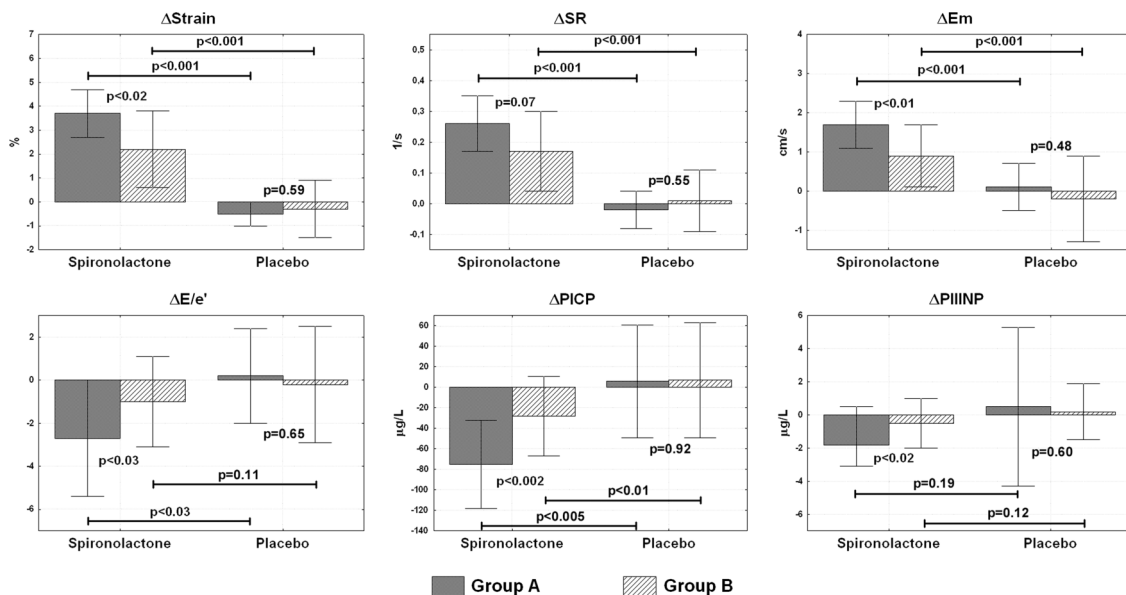 ΔStrain
%
7
6
5
4
3
2
1
0
-1
-2
p<0.001
p<0.001
p<0.02
p=0.59
Spironolactone
Placebo
ΔSR
1/s
0.5
0.4
0.3
0.2
0.1
0.0
-0,1
p<0.001
p<0.001
p=0.07
p=0.55
Spironolactone
Placebo
ΔEm
cm/s
4
3
2
1
0
-1
p<0.001
p<0.001
p<0.01
p=0.48
Spironolactone
Placebo
ΔE/e'
2
0
-2
-4
-6
p<0.03
p=0.65
p=0.11
p<0.03
Spironolactone
Placebo
ΔPICP
µg/L
60
40
20
0
-20
-40
-60
-80
-100
-120
-140
p<0.002
p=0.92
p<0.01
p<0.005
Spironolactone
Placebo
ΔPIIINP
µg/L
6
4
2
0
-2
-4
-6
p<0.02
p=0.60
p=0.19
p=0.12
Spironolactone
Placebo
Group A
Group B